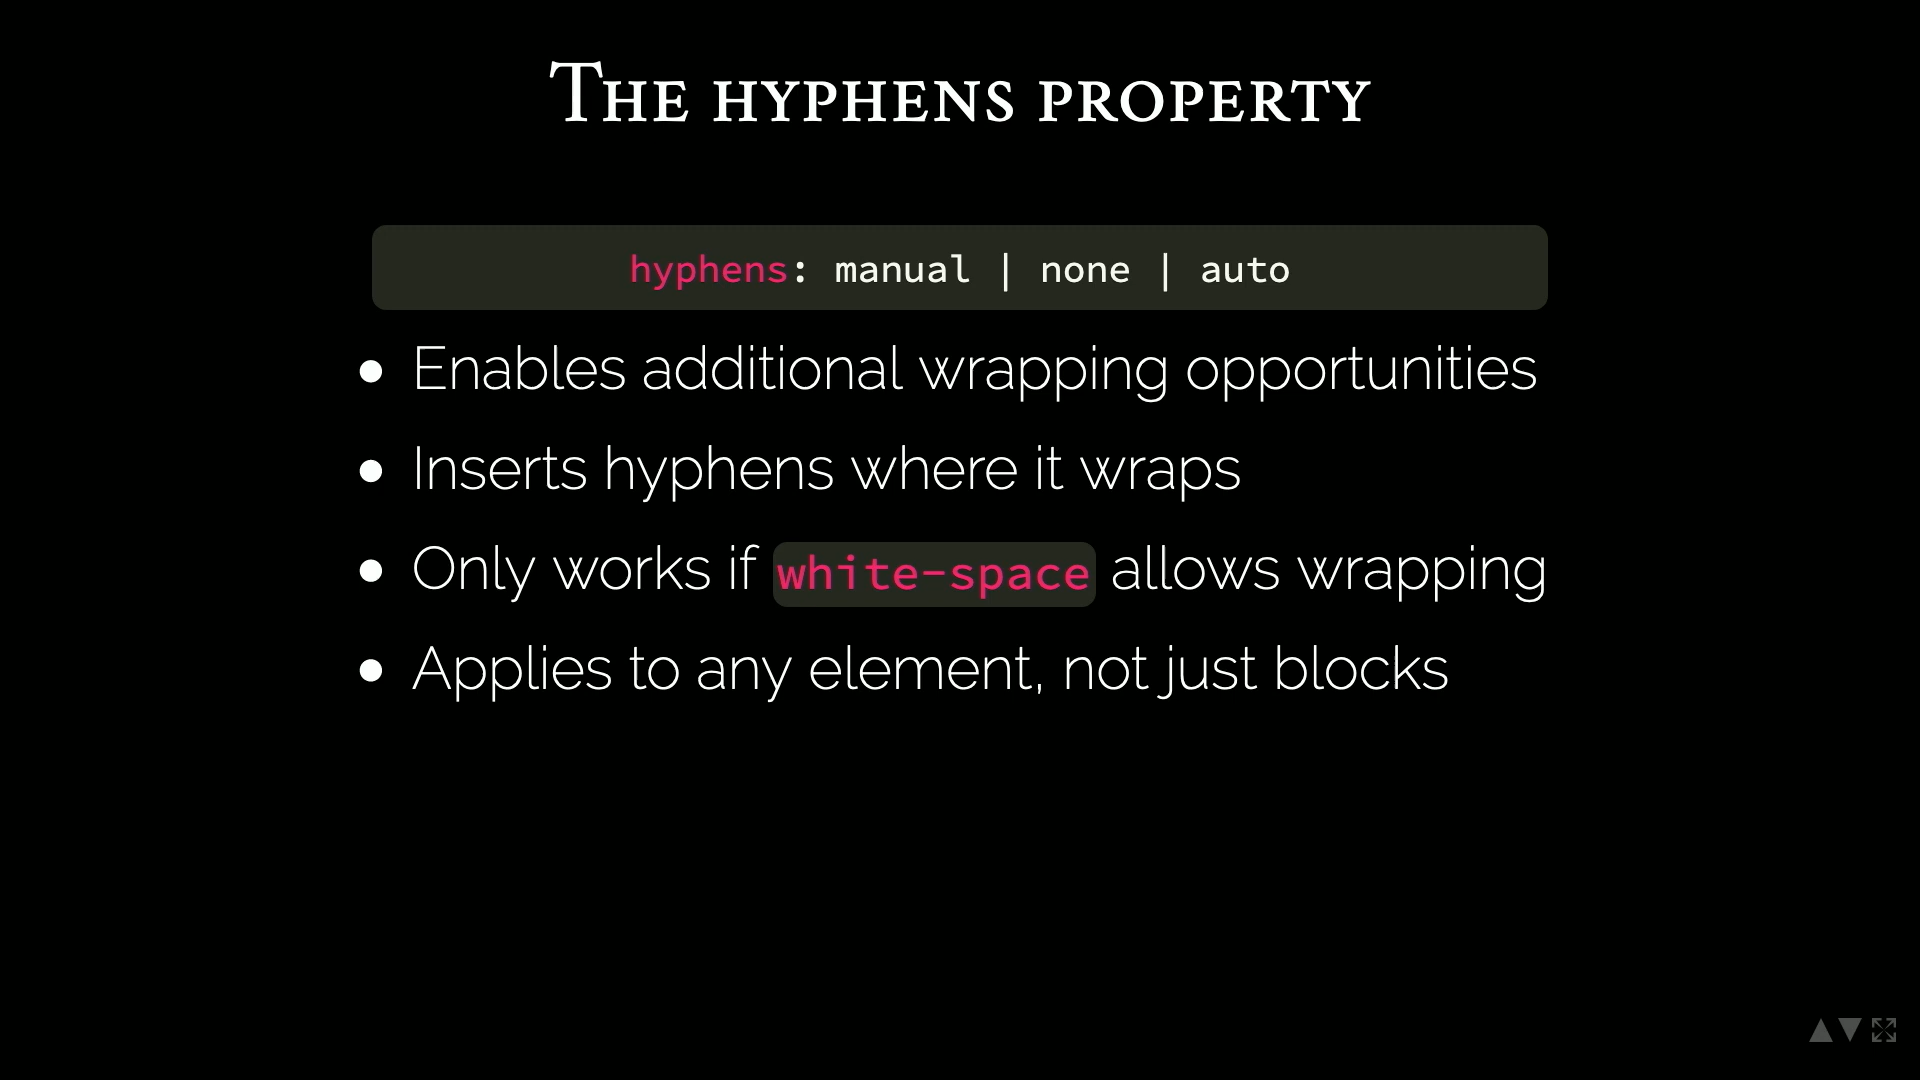 The hyphens property
hyphens: manual | none | auto
Enables additional wrapping opportunities
Inserts hyphens where it wraps
Only works if white-space allows wrapping
Applies to any element, not just blocks